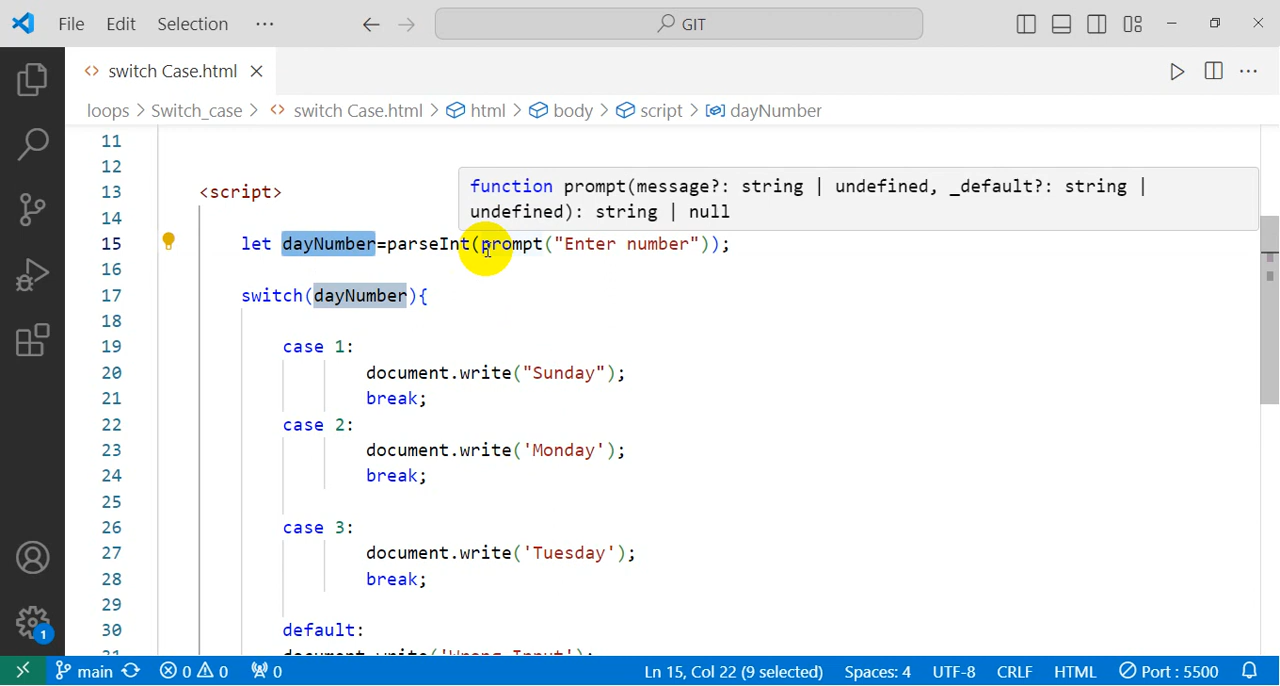 File Edit Selection ··· GIT
switch Case.html
loops > Switch_case > switch Case.html > html > body > script > dayNumber
11
12
function prompt(message?: string | undefined, _default?: string |
undefined): string | null
13 <script>
14
15 let dayNumber=parseInt(prompt("Enter number"));
16
17 switch(dayNumber){
18
19 case 1:
20 document.write("Sunday");
21 break;
22 case 2:
23 document.write('Monday');
24 break;
25
26 case 3:
27 document.write('Tuesday');
28 break;
29
30 default:
31 document.write('Wrong Input');
1
main 0 0 0 Ln 15, Col 22 (9 selected) Spaces: 4 UTF-8 CRLF HTML Port : 5500